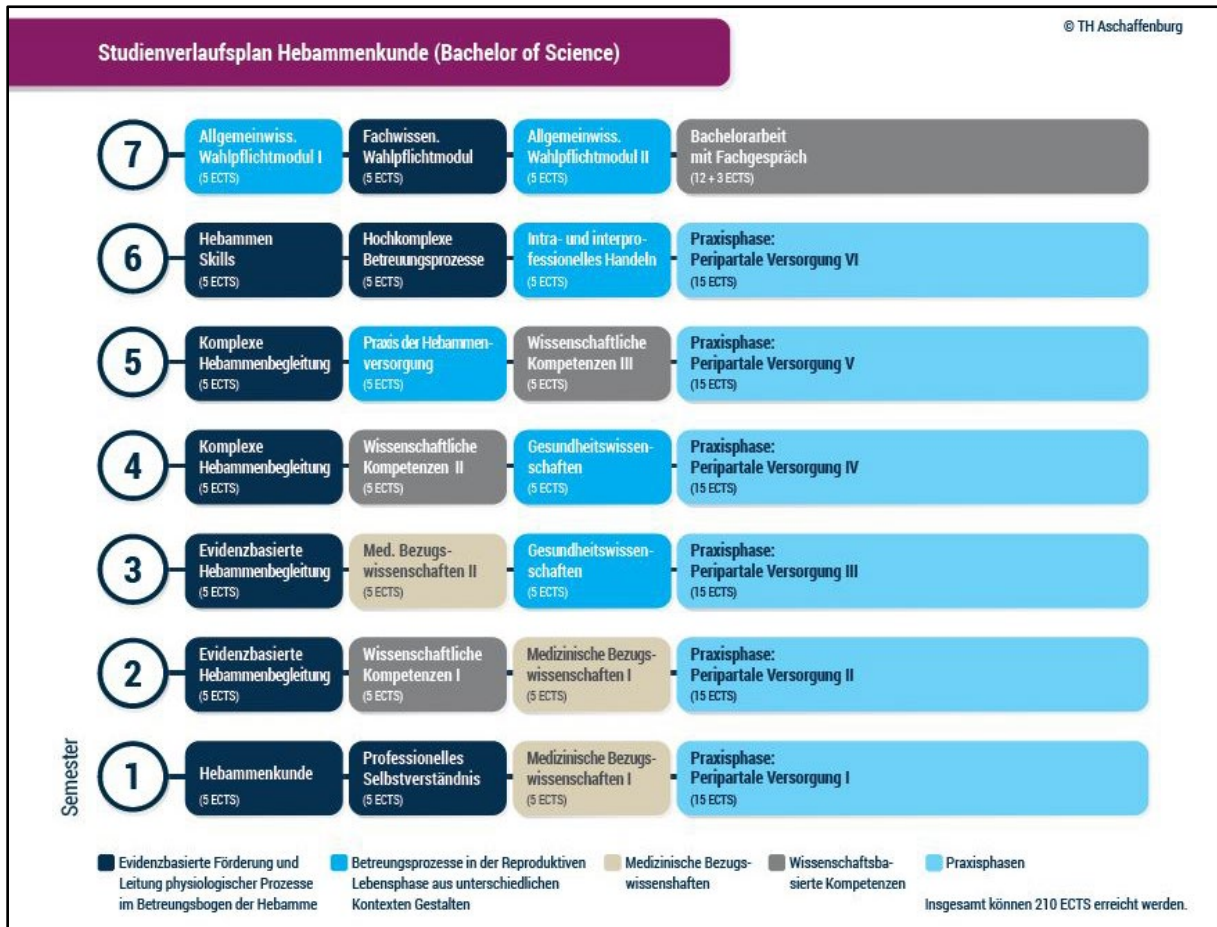 © TH Aschaffenburg
Studienverlaufsplan Hebammenkunde (Bachelor of Science)
7
Allgemeinwiss.
Wahlpflichtmodul I
(5 ECTS)
Fachwissen.
Wahlpflichtmodul
(5 ECTS)
Allgemeinwiss.
Wahlpflichtmodul II
(5 ECTS)
Bachelorarbeit
mit Fachgespräch
(12 + 3 ECTS)
6
Hebammen
Skills
(5 ECTS)
Hochkomplexe
Betreuungsprozesse
(5 ECTS)
Intra- und interpro-
fessionelles Handeln
(5 ECTS)
Praxisphase:
Peripartale Versorgung VI
(15 ECTS)
5
Komplexe
Hebammenbegleitung
(5 ECTS)
Praxis der Hebammen-
versorgung
(5 ECTS)
Wissenschaftliche
Kompetenzen III
(5 ECTS)
Praxisphase:
Peripartale Versorgung V
(15 ECTS)
4
Komplexe
Hebammenbegleitung
(5 ECTS)
Wissenschaftliche
Kompetenzen II
(5 ECTS)
Gesundheitswissen-
schaften
(5 ECTS)
Praxisphase:
Peripartale Versorgung IV
(15 ECTS)
3
Evidenzbasierte
Hebammenbegleitung
(5 ECTS)
Med. Bezugs-
wissenschaften II
(5 ECTS)
Gesundheitswissen-
schaften
(5 ECTS)
Praxisphase:
Peripartale Versorgung III
(15 ECTS)
2
Evidenzbasierte
Hebammenbegleitung
(5 ECTS)
Wissenschaftliche
Kompetenzen I
(5 ECTS)
Medizinische Bezugs-
wissenschaften I
(5 ECTS)
Praxisphase:
Peripartale Versorgung II
(15 ECTS)
Semester
1
Hebammenkunde
(5 ECTS)
Professionelles
Selbstverständnis
(5 ECTS)
Medizinische Bezugs-
wissenschaften I
(5 ECTS)
Praxisphase:
Peripartale Versorgung I
(15 ECTS)
Evidenzbasierte Förderung und
Leitung physiologischer Prozesse
im Betreungsbogen der Hebamme
Betreungsprozesse in der Reproduktiven
Lebensphase aus unterschiedlichen
Kontexten Gestalten
Medizinische Bezugs-
wissenshaften
Wissenschaftsba-
sierte Kompetenzen
Praxisphasen
Insgesamt können 210 ECTS erreicht werden.